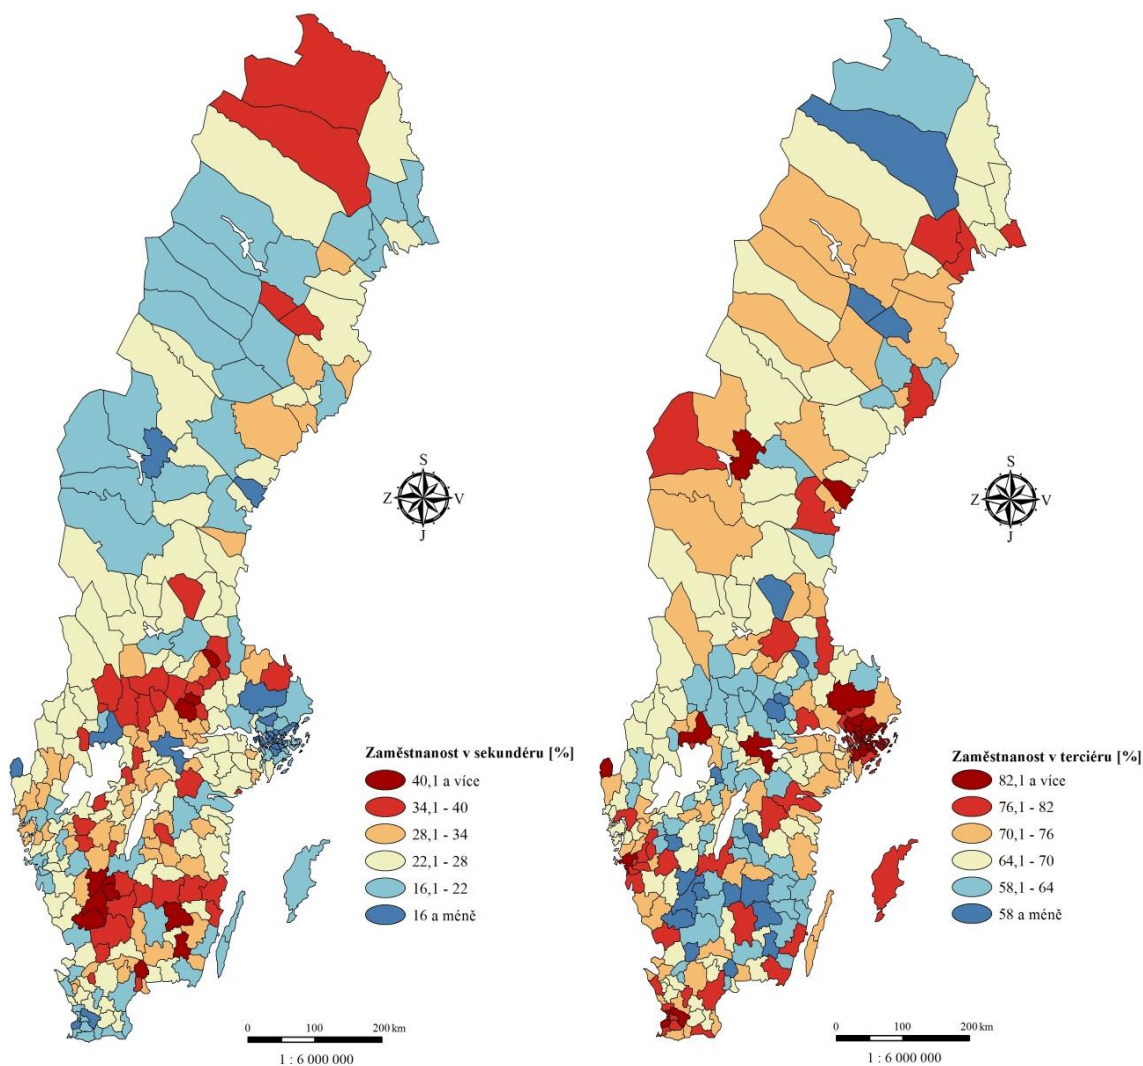 S
Z V
J
Zaměstnanost v sekundéru [%]
40,1 a více
34,1 - 40
28,1 - 34
22,1 - 28
16,1 - 22
16 a méně
0 100 200 km
1 : 6 000 000
S
Z V
J
Zaměstnanost v terciéru [%]
82,1 a více
76,1 - 82
70,1 - 76
64,1 - 70
58,1 - 64
58 a méně
0 100 200 km
1 : 6 000 000